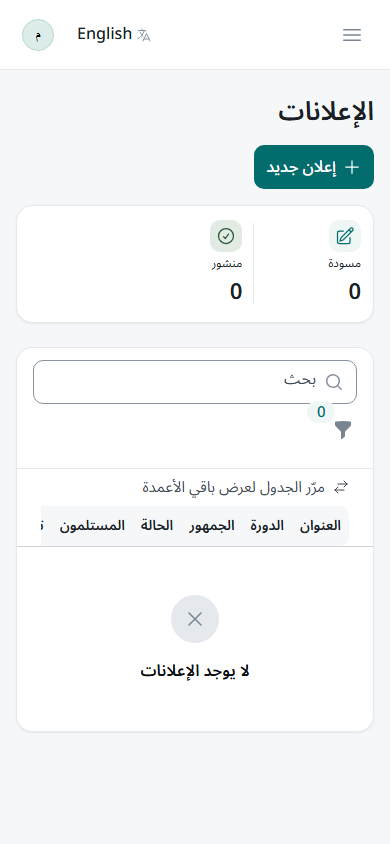 English
م
الإعلانات
إعلان جديد
مسودة
0
منشور
0
بحث
0
مرّر الجدول لعرض باقي الأعمدة
العنوان الدورة الجمهور الحالة المستلمون
لا يوجد الإعلانات